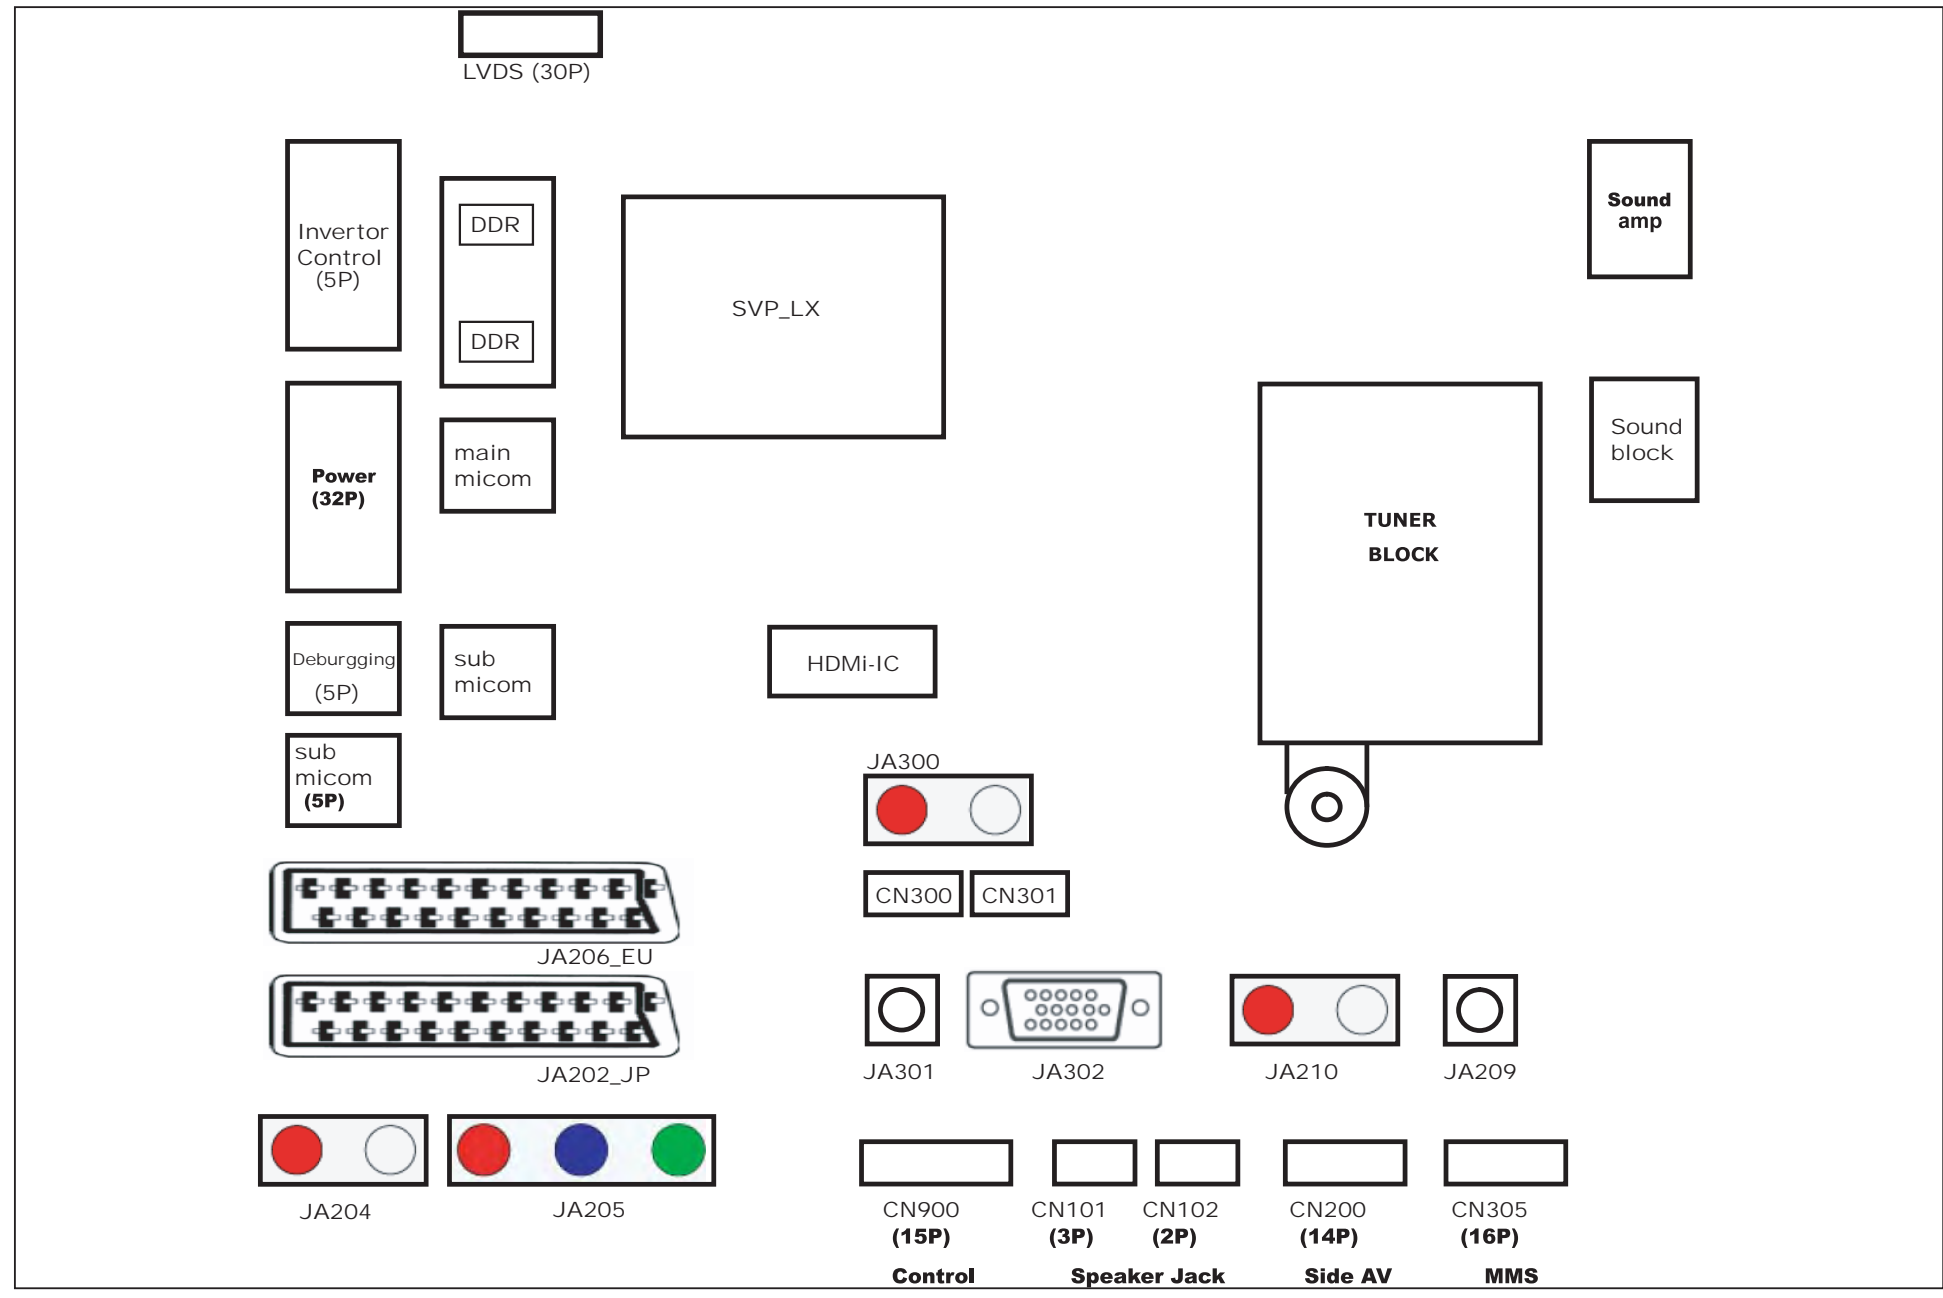 LVDS (30P)
Invertor
Control
(5P)
DDR
DDR
SVP_LX
Sound
amp
Power
(32P)
main
micom
TUNER
BLOCK
Sound
block
Deburgging
(5P)
sub
micom
HDMi-IC
sub
micom
(5P)
JA300
CN300
CN301
JA206_EU
JA202_JP
JA301
JA302
JA210
JA209
JA204
JA205
CN900
(15P)
CN101
(3P)
CN102
(2P)
CN200
(14P)
CN305
(16P)
Control
Speaker Jack
Side AV
MMS